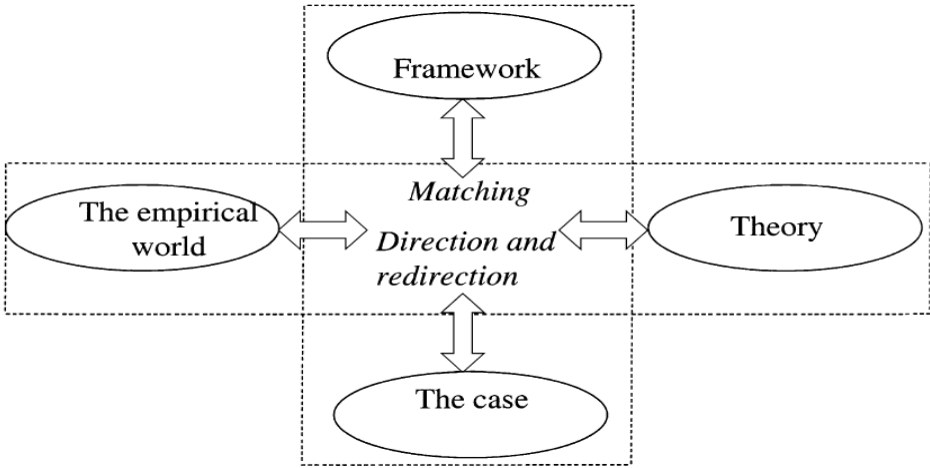 Framework
Matching
The empirical
world
Direction and
redirection
Theory
The case